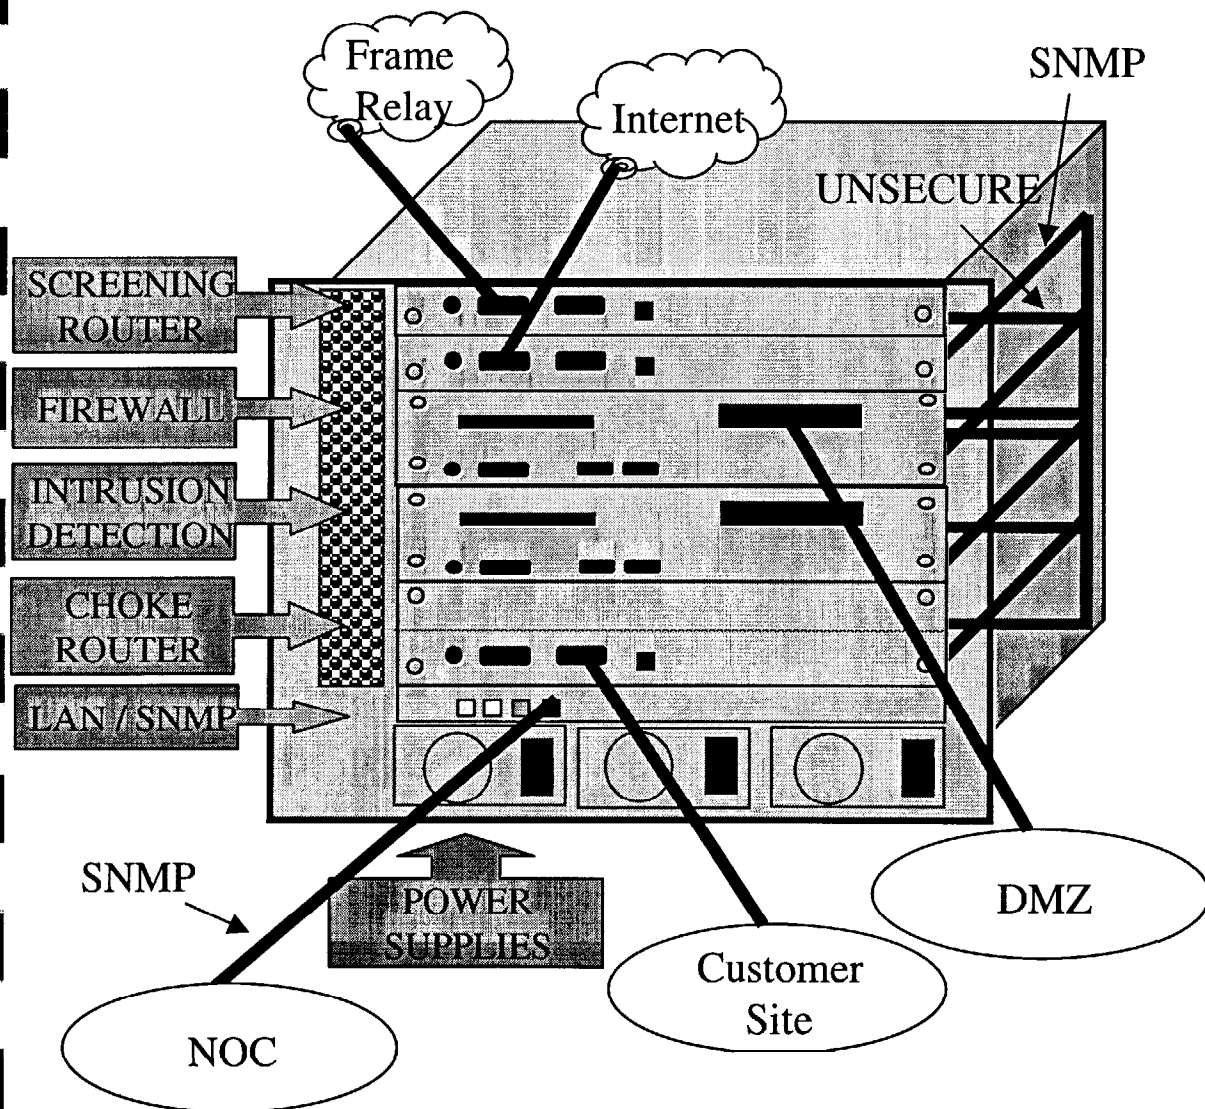 Frame
Relay
Internet
SNMP
UNSECURE
SCREENING
ROUTER
FIREWALL
INTRUSION
DETECTION
CHOKE
ROUTER
LAN / SNMP
SNMP
POWER
SUPPLIES
DMZ
Customer
Site
NOC